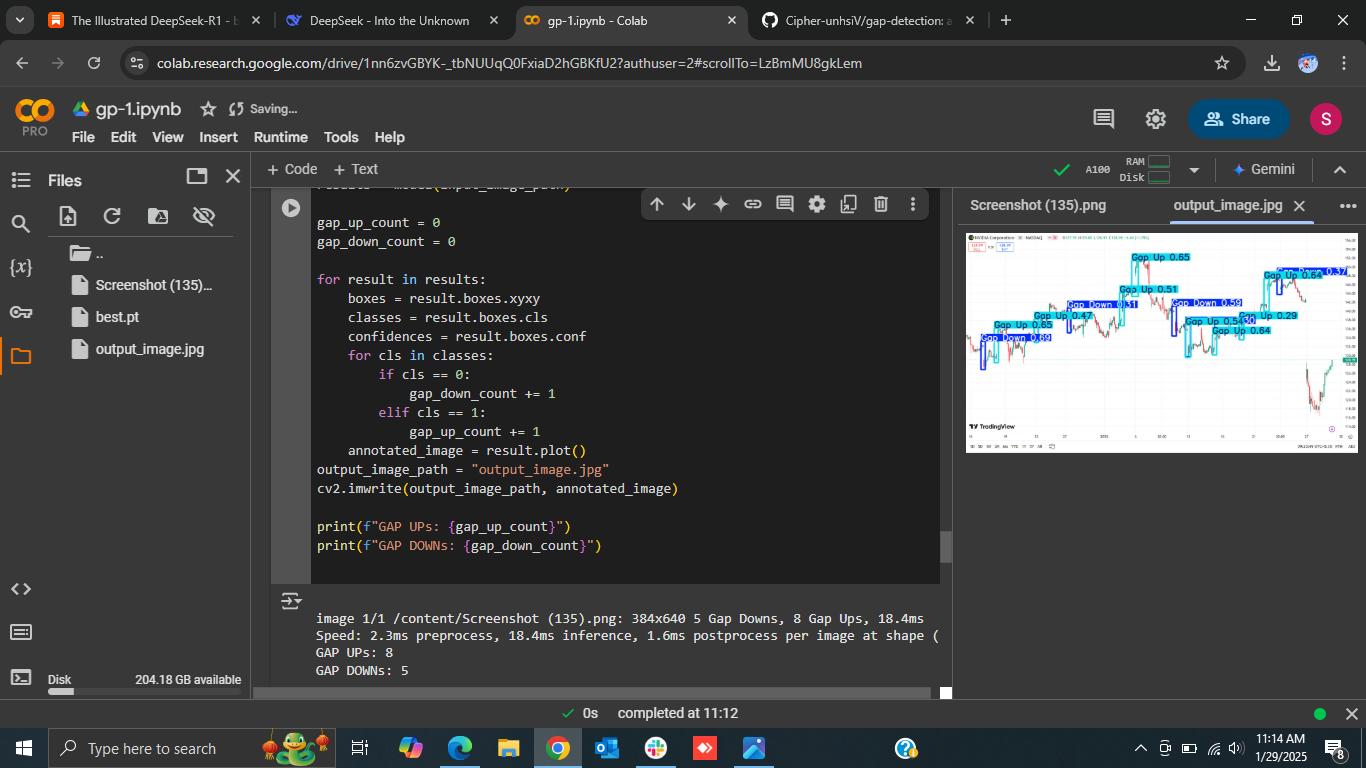 The Illustrated DeepSeek-R1 - b
DeepSeek - Into the Unknown
gp-1.ipynb - Colab
Cipher-unhsiV/gap-detection: a
colab.research.google.com/drive/1nn6zvGBYK-_tbNUUqQ0FxiaD2hGBKfU2?authuser=2#scrollTo=LzBmMU8gkLem
PRO
gp-1.ipynb
Saving...
File Edit View Insert Runtime Tools Help
Share
S
Files
+ Code + Text
A100
RAM
Disk
Gemini
..
Screenshot (135)...
best.pt
output_image.jpg
Disk
204.18 GB available
results = model(input_image_path)
gap_up_count = 0
gap_down_count = 0
for result in results:
boxes = result.boxes.xyxy
classes = result.boxes.cls
confidences = result.boxes.conf
for cls in classes:
if cls == 0:
gap_down_count += 1
elif cls == 1:
gap_up_count += 1
annotated_image = result.plot()
output_image_path = "output_image.jpg"
cv2.imwrite(output_image_path, annotated_image)
print(f"GAP UPs: {gap_up_count}")
print(f"GAP DOWNs: {gap_down_count}")
image 1/1 /content/Screenshot (135).png: 384x640 5 Gap Downs, 8 Gap Ups, 18.4ms
Speed: 2.3ms preprocess, 18.4ms inference, 1.6ms postprocess per image at shape (
GAP UPs: 8
GAP DOWNs: 5
Screenshot (135).png
output_image.jpg
NVIDIA Corporation
NASDAQ
Gap Up 0.65
Gap Down 0.37
Gap Up 0.64
Gap Up 0.51
Gap Down 0.31
Gap Down 0.59
Gap Up 0.47
Gap Up 0.29
Gap Up 0.54
Gap Up 0.65
Gap Up 0.64
Gap Down 0.69
TradingView
0s completed at 11:12
Type here to search
11:14 AM
1/29/2025
8